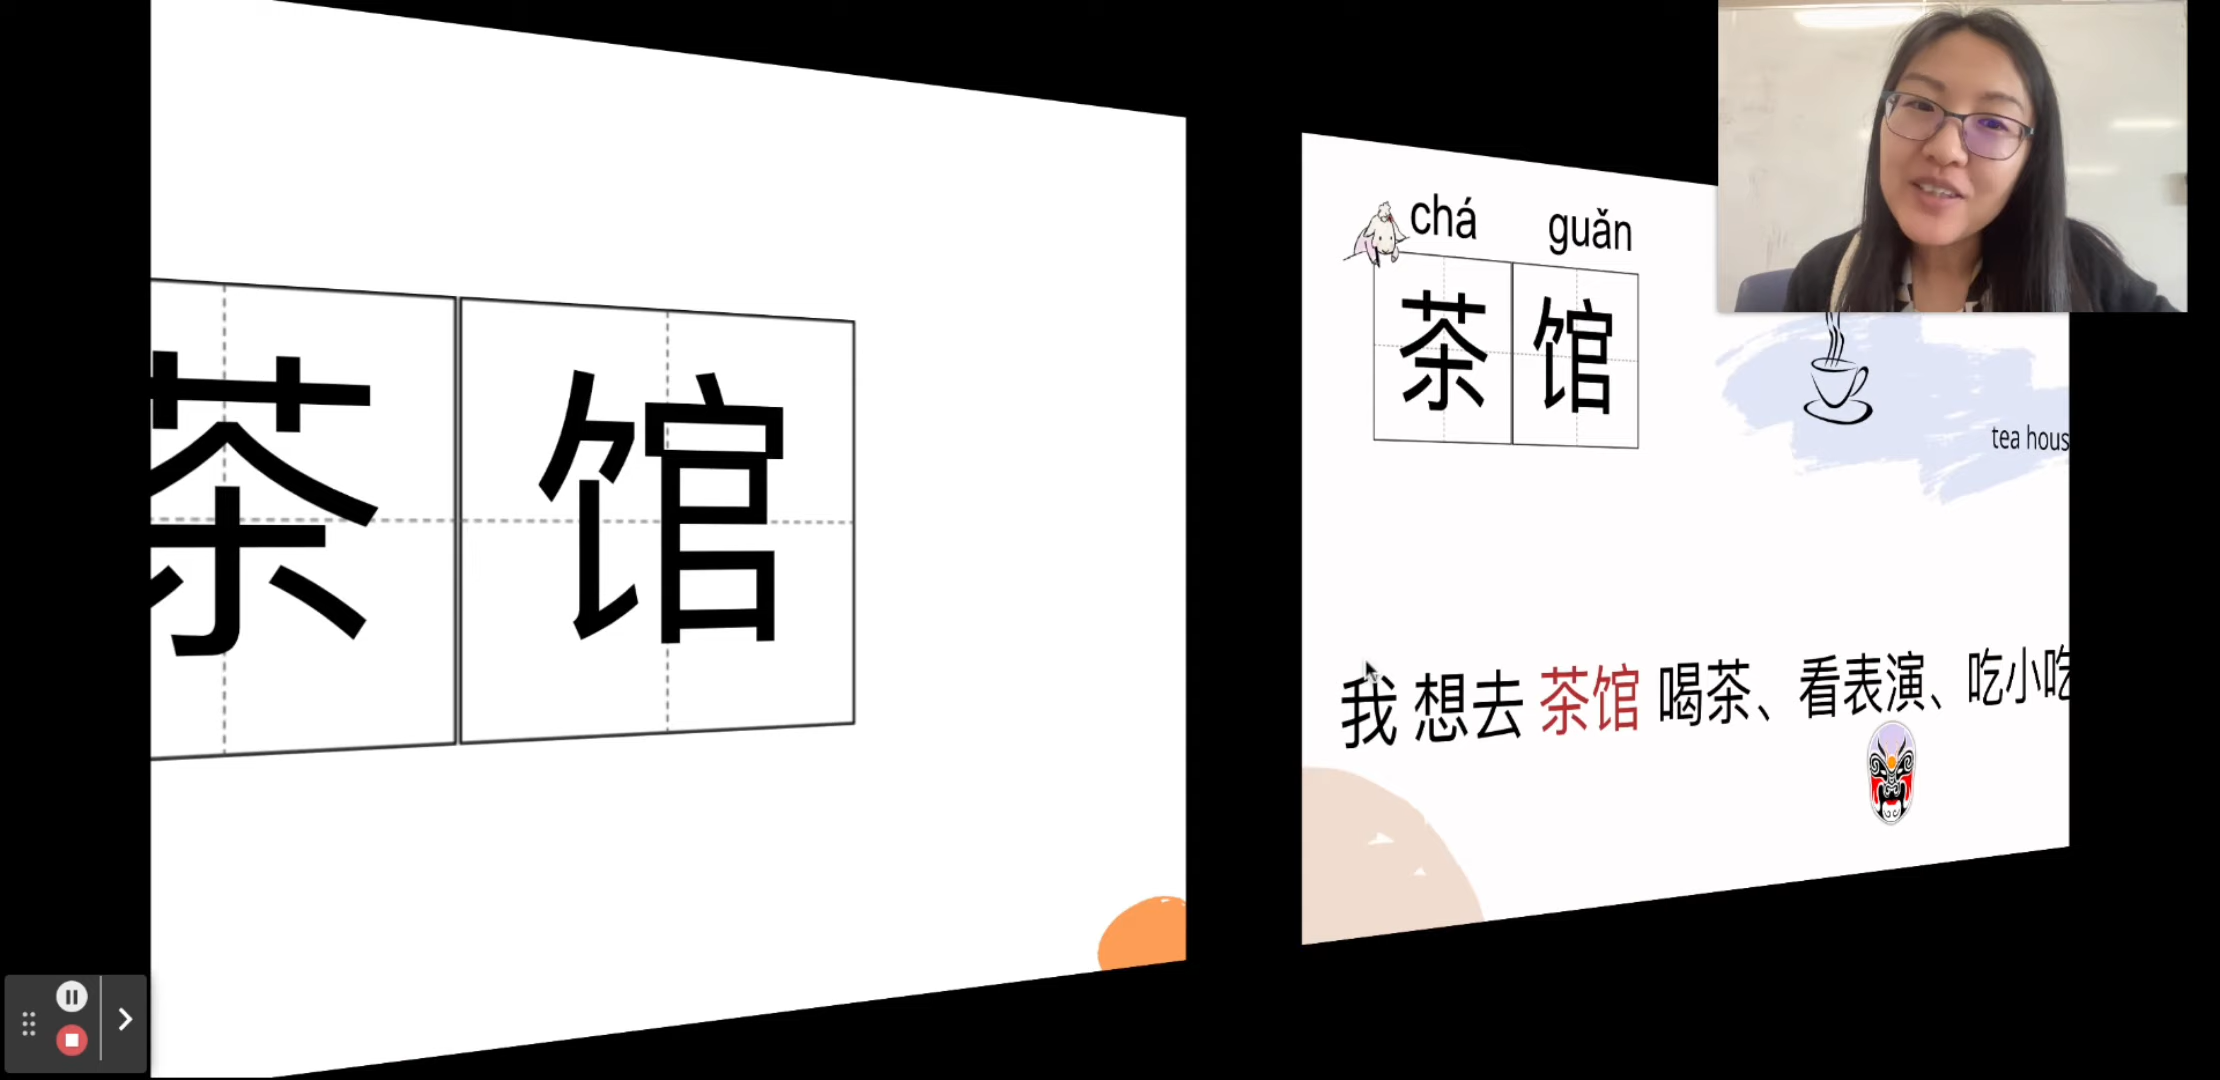 茶馆
chá guǎn
茶馆
tea hous
我 想去 茶馆 喝茶、看表演、吃小吃